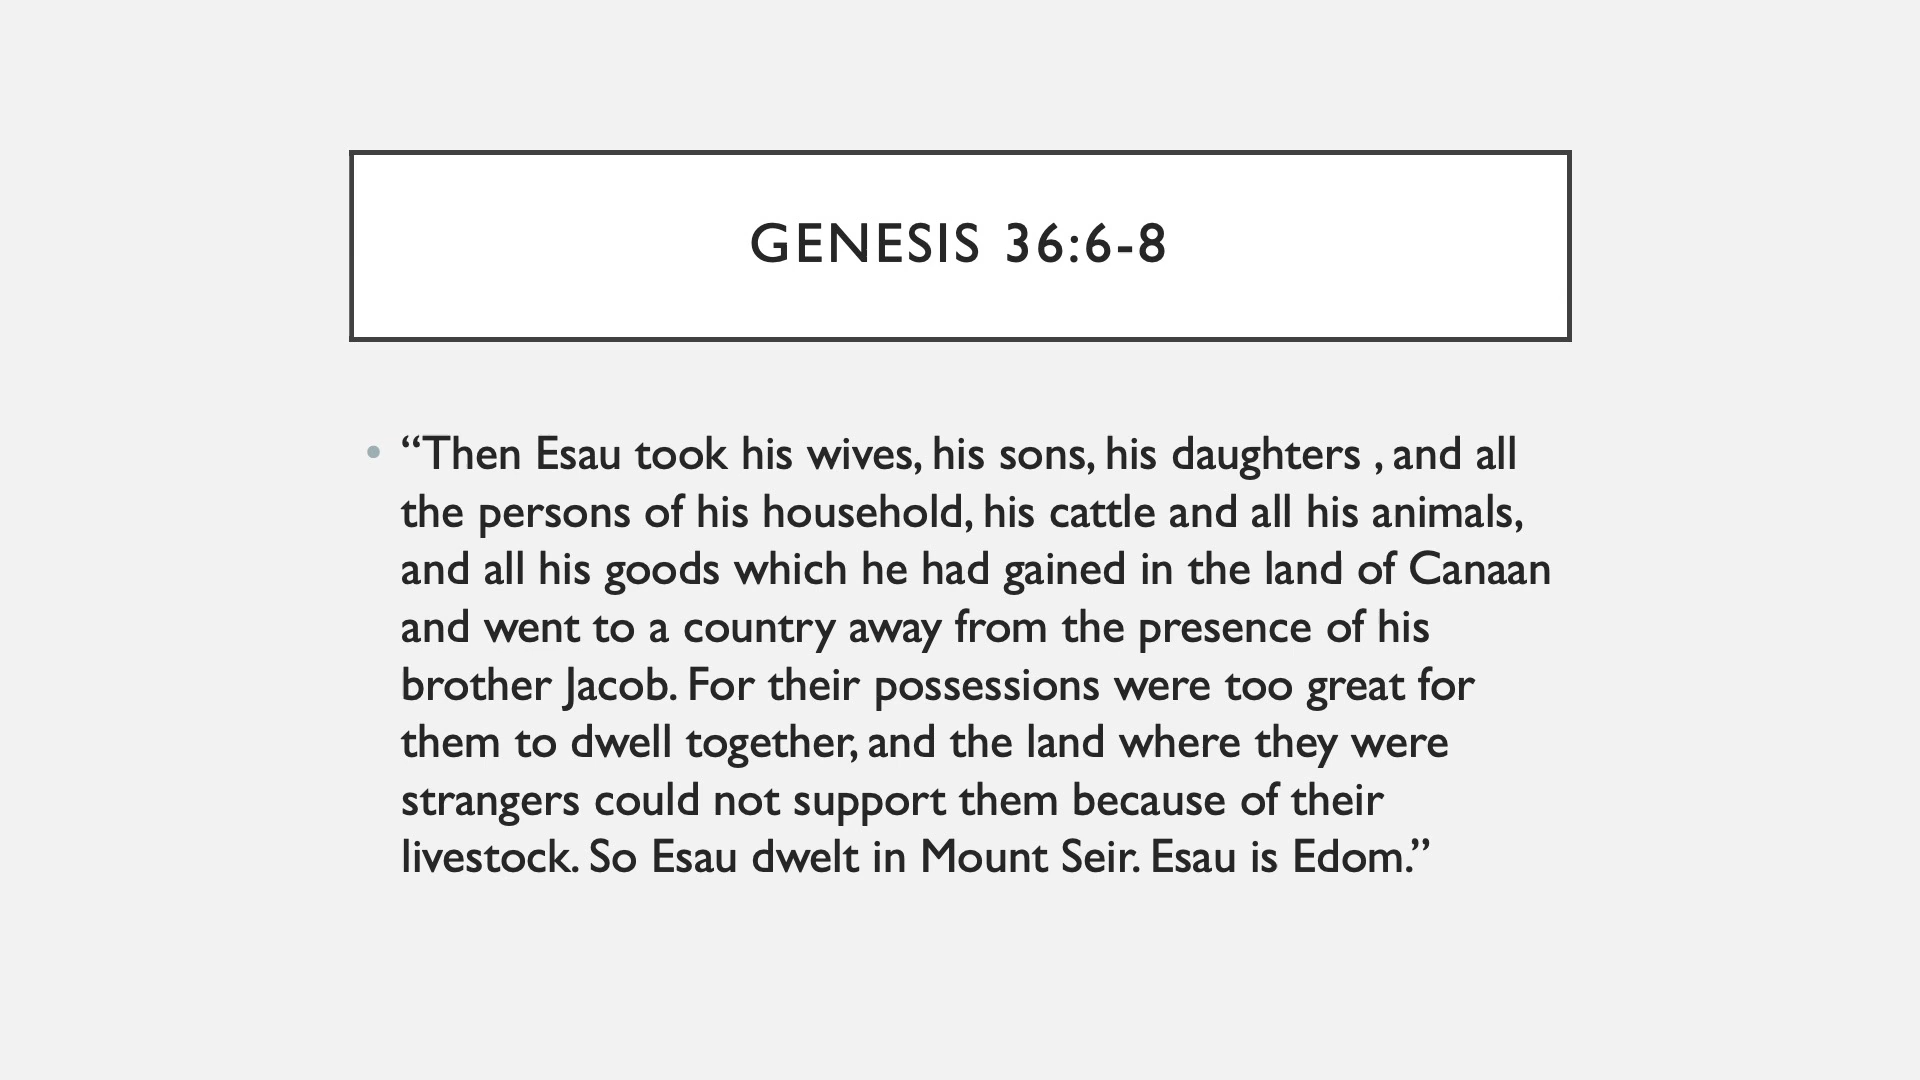 GENESIS 36:6-8
• “Then Esau took his wives, his sons, his daughters , and all
the persons of his household, his cattle and all his animals,
and all his goods which he had gained in the land of Canaan
and went to a country away from the presence of his
brother Jacob. For their possessions were too great for
them to dwell together, and the land where they were
strangers could not support them because of their
livestock. So Esau dwelt in Mount Seir. Esau is Edom.”